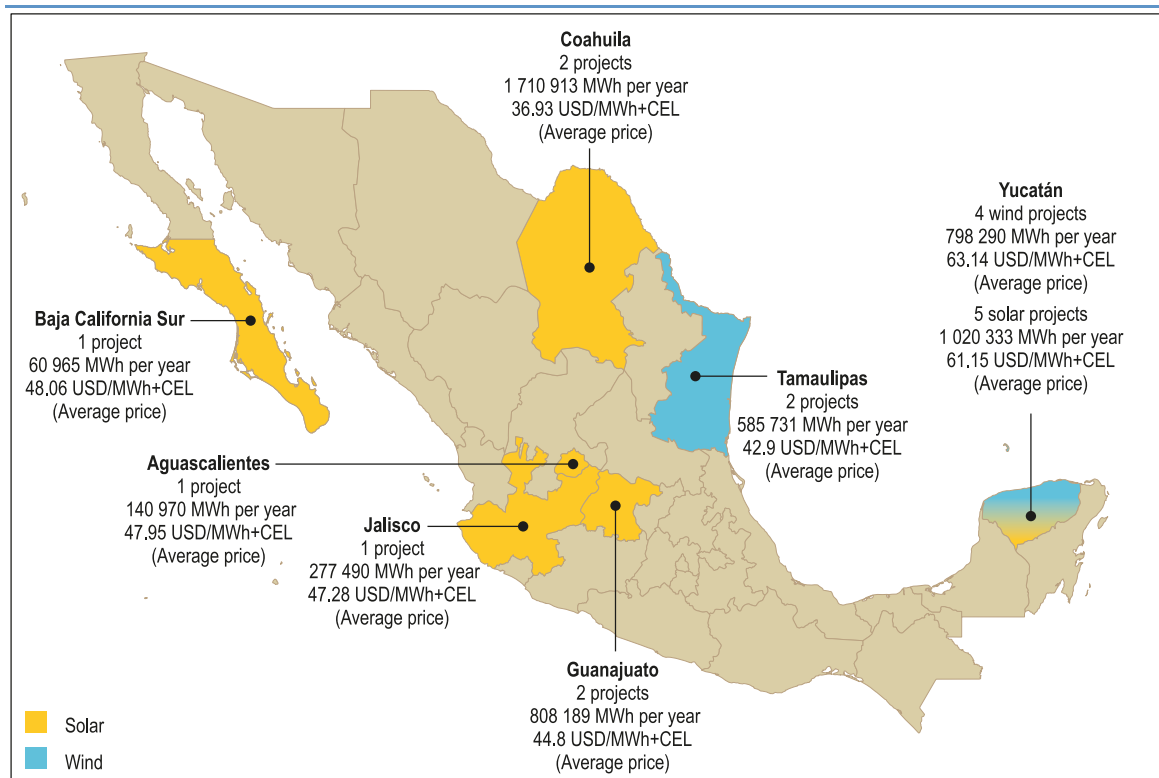 Coahuila
2 projects
1 710 913 MWh per year
36.93 USD/MWh+CEL
(Average price)
Yucatán
4 wind projects
798 290 MWh per year
63.14 USD/MWh+CEL
(Average price)
5 solar projects
1 020 333 MWh per year
61.15 USD/MWh+CEL
(Average price)
Baja California Sur
1 project
60 965 MWh per year
48.06 USD/MWh+CEL
(Average price)
Tamaulipas
2 projects
585 731 MWh per year
42.9 USD/MWh+CEL
(Average price)
Aguascalientes
1 project
140 970 MWh per year
47.95 USD/MWh+CEL
(Average price)
Jalisco
1 project
277 490 MWh per year
47.28 USD/MWh+CEL
(Average price)
Guanajuato
2 projects
808 189 MWh per year
44.8 USD/MWh+CEL
(Average price)
Solar
Wind